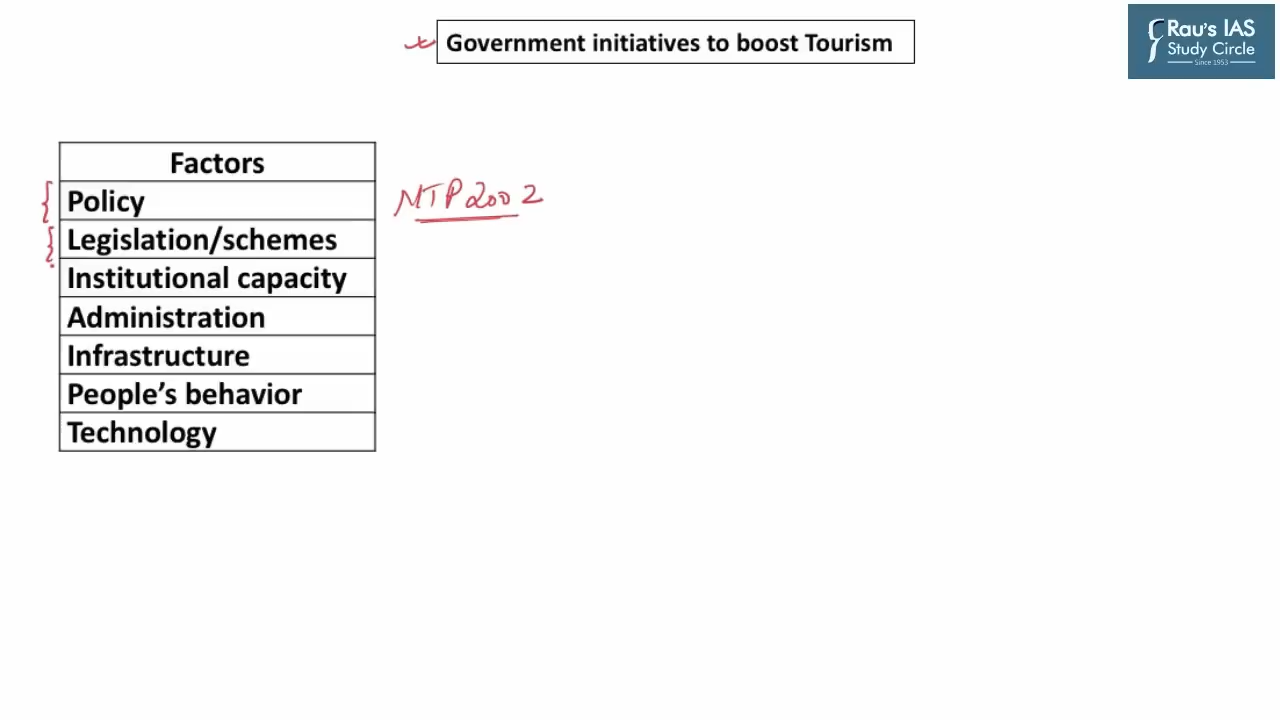 Government initiatives to boost Tourism
Rau's IAS
Study Circle
Since 1953
Factors
Policy
MTP 2002
Legislation/schemes
Institutional capacity
Administration
Infrastructure
People's behavior
Technology